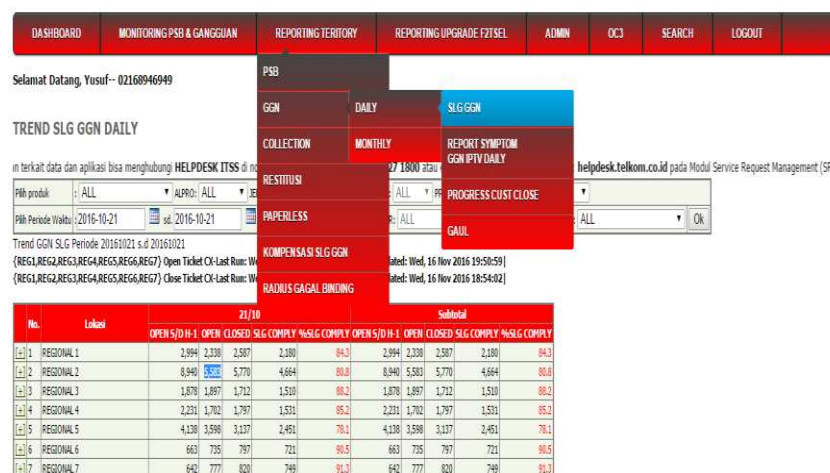 DASHBOARD MONITORING PSB & GANGGUAN REPORTING TERITORY REPORTING UPGRADE F2TSEL ADMIN OC3 SEARCH LOGOUT
Selamat Datang, Yusuf-- 02168946949
PSB
GGN DAILY SLG GGN
COLLECTION MONTHLY REPORT SYMPTOM GGN IPTV DAILY
RESTITUSI PROGRESS CUST CLOSE
PAPERLESS GAUL
KOMPENSASI SLG GGN
RADIUS GAGAL BINDING
TREND SLG GGN DAILY
terkait data dan aplikasi bisa menghubungi HELPDESK ITSS di 27 1800 atau helpdesk.telkom.co.id pada Modul Service Request Management
Pilih produk : ALL ALPRO: ALL : ALL
Pilih Periode Waktu : 2016-10-21 sd. 2016-10-21 : ALL : ALL Ok
Trend GGN SLG Periode 20161021 s.d 20161021
{REG1,REG2,REG3,REG4,REG5,REG6,REG7} Open Ticket CX-Last Run: Wed, 16 Nov 2016 19:50:59|
{REG1,REG2,REG3,REG4,REG5,REG6,REG7} Close Ticket CX-Last Run: Wed, 16 Nov 2016 18:54:02|
No. Lokasi 21/10 Subtotal
OPEN S/D H-1 OPEN CLOSED SLG COMPLY %SLG COMPLY OPEN S/D H-1 OPEN CLOSED SLG COMPLY %SLG COMPLY
[+] 1 REGIONAL 1 2,994 2,338 2,587 2,180 84.3 2,994 2,338 2,587 2,180 84.3
[+] 2 REGIONAL 2 8,940 5,583 5,770 4,664 80.8 8,940 5,583 5,770 4,664 80.8
[+] 3 REGIONAL 3 1,878 1,897 1,712 1,510 88.2 1,878 1,897 1,712 1,510 88.2
[+] 4 REGIONAL 4 2,231 1,702 1,797 1,531 85.2 2,231 1,702 1,797 1,531 85.2
[+] 5 REGIONAL 5 4,138 3,598 3,137 2,451 78.1 4,138 3,598 3,137 2,451 78.1
[+] 6 REGIONAL 6 663 735 797 721 90.5 663 735 797 721 90.5
[+] 7 REGIONAL 7 642 777 820 749 91.3 642 777 820 749 91.3